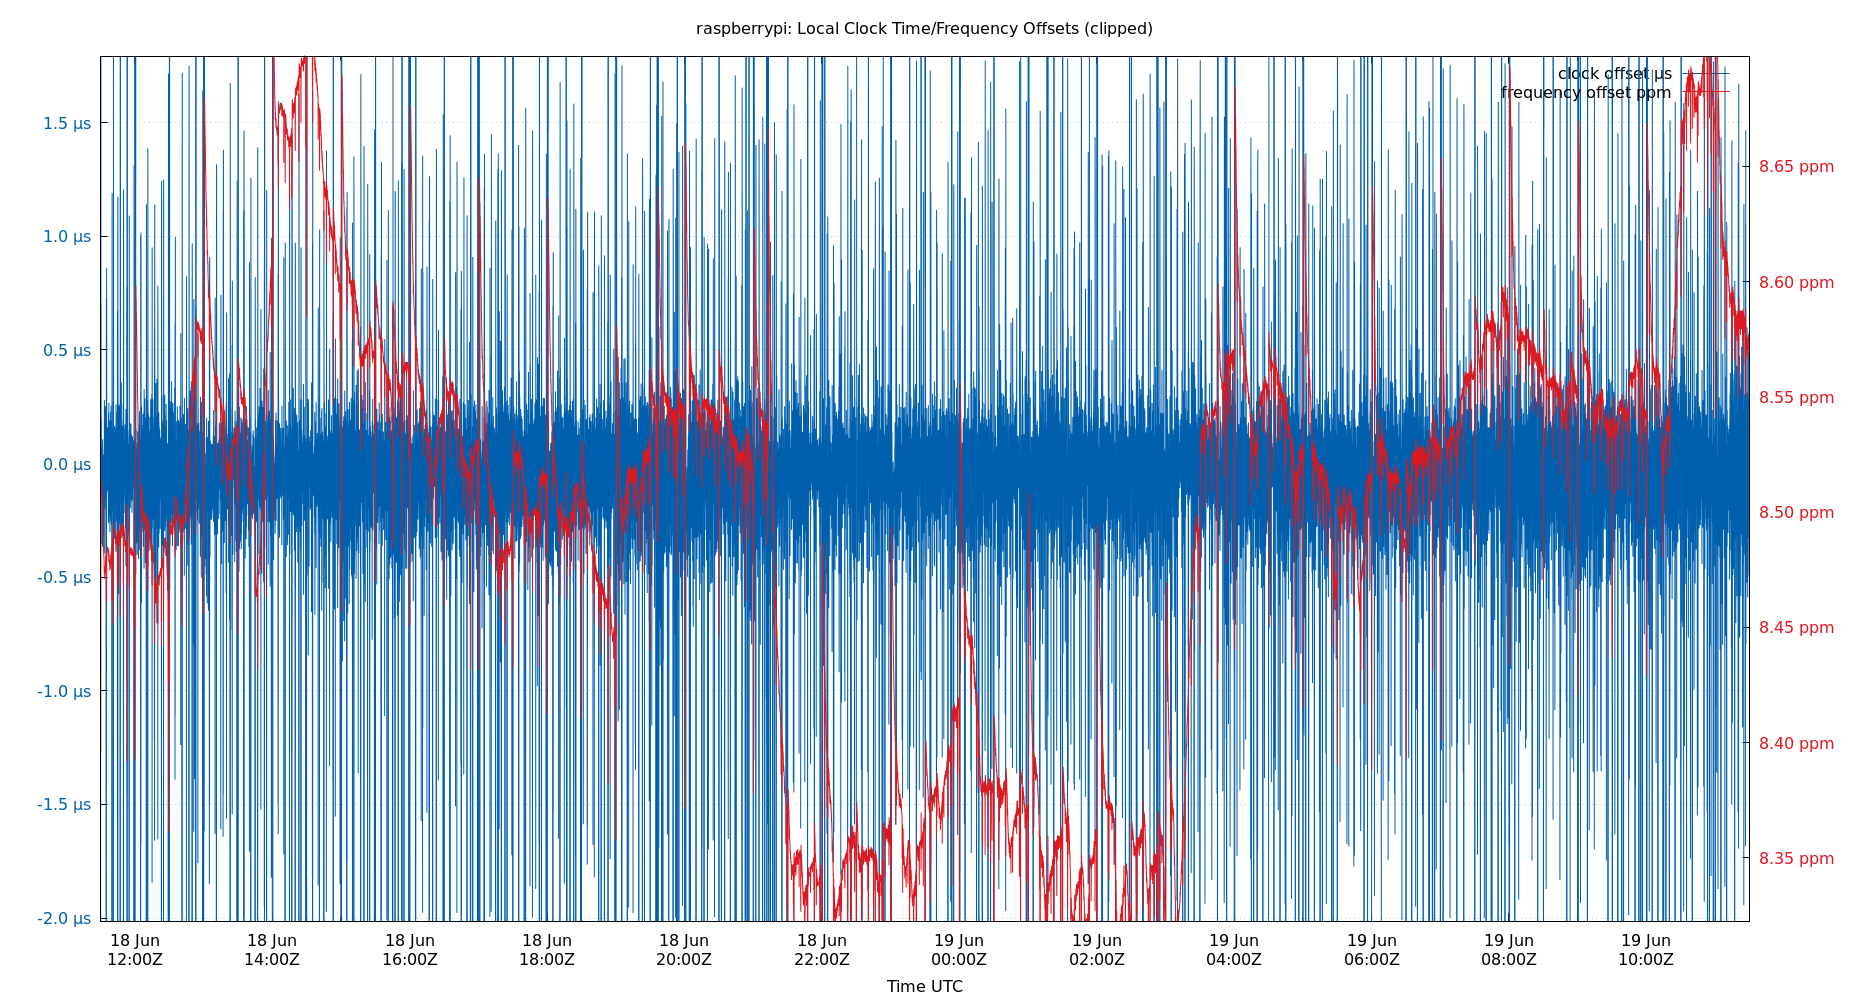 raspberrypi: Local Clock Time/Frequency Offsets (clipped)
clock offset µs
frequency offset ppm
1.5 µs
1.0 µs
0.5 µs
0.0 µs
-0.5 µs
-1.0 µs
-1.5 µs
-2.0 µs
8.65 ppm
8.60 ppm
8.55 ppm
8.50 ppm
8.45 ppm
8.40 ppm
8.35 ppm
18 Jun 18 Jun 18 Jun 18 Jun 18 Jun 18 Jun 19 Jun 19 Jun 19 Jun 19 Jun 19 Jun 19 Jun
12:00Z 14:00Z 16:00Z 18:00Z 20:00Z 22:00Z 00:00Z 02:00Z 04:00Z 06:00Z 08:00Z 10:00Z
Time UTC